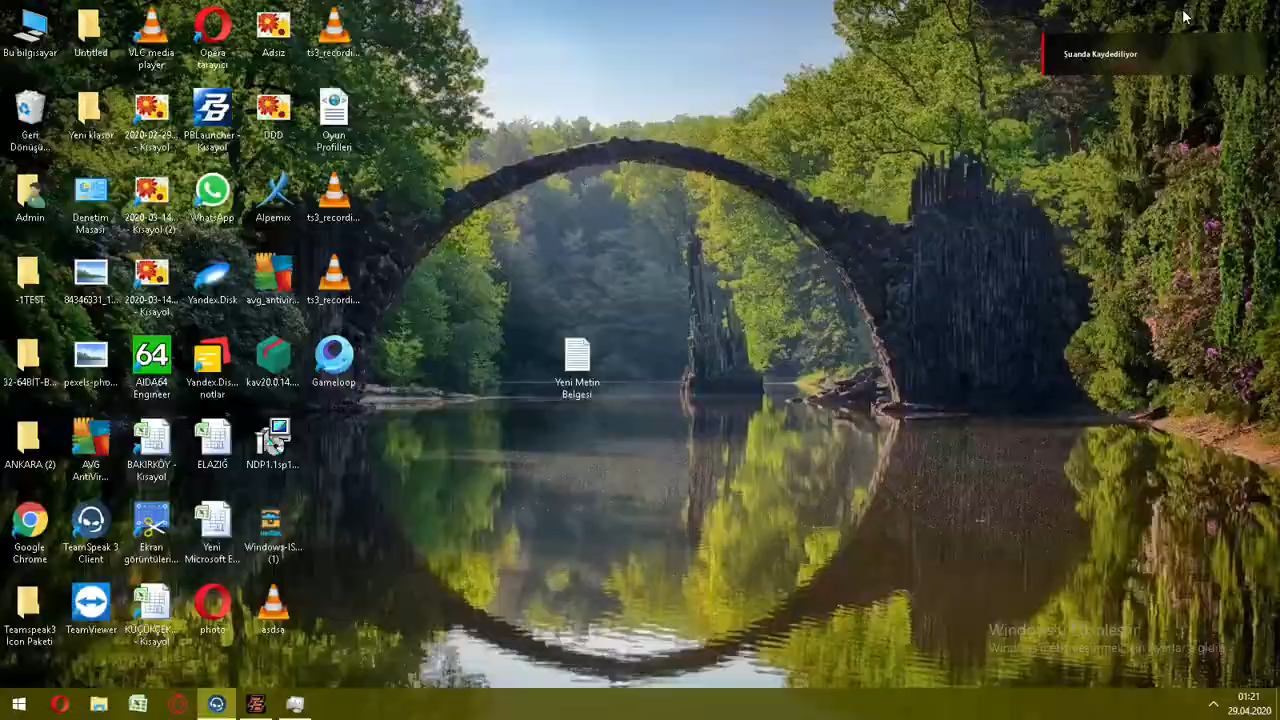 Bu bilgisayar
Untitled
VLC media
player
Opera
tarayıcı
Adsız
ts3_recordi...
Şuanda Kaydediliyor
Geri
Dönüşü...
Yeni klasör
2020-02-29...
- Kısayol
PBLauncher -
Kısayol
DDD
Oyun
Profilleri
Admin
Denetim
Masası
2020-03-14...
- Kısayol (2)
WhatsApp
Alpemix
ts3_recordi...
-1TEST
84346331_1...
2020-03-14...
- Kısayol
Yandex.Disk
avg_antivir...
ts3_recordi...
32-64BIT-B...
pexels-pho...
64
AIDA64
Engineer
Yandex.Dis...
notlar
kav20.0.14...
Gameloop
Yeni Metin
Belgesi
ANKARA (2)
AVG
AntiVir...
BAKIRKÖY -
Kısayol
ELAZIĞ
NDP1.1sp1...
Google
Chrome
TeamSpeak 3
Client
Ekran
görüntüleri...
Yeni
Microsoft E...
Windows-IS...
(1)
Teamspeak3
Icon Paketi
TeamViewer
KÜÇÜKÇEK...
- Kısayol
photo
asdsa
01:21
29.04.2020